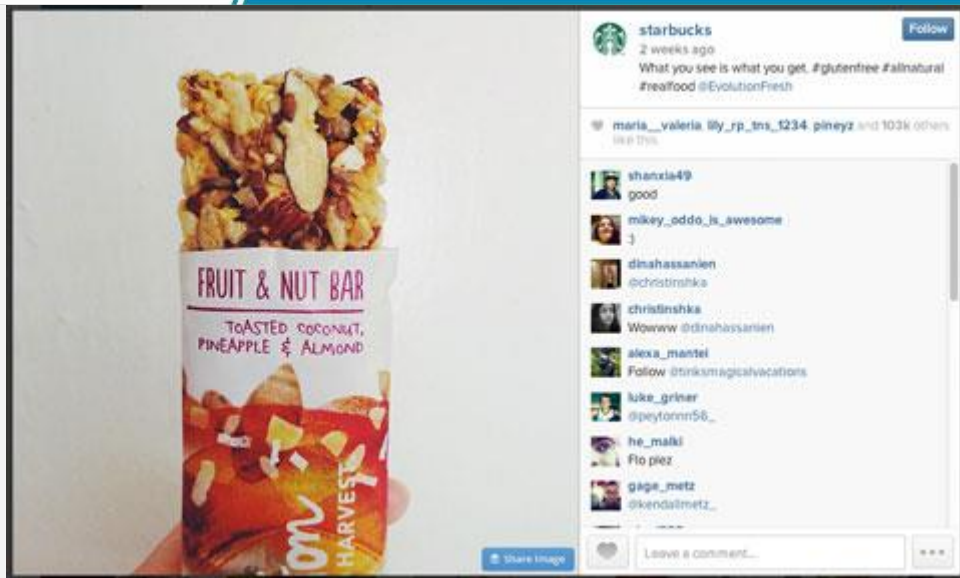 FRUIT & NUT BAR
TOASTED COCONUT,
PINEAPPLE & ALMOND
on
HARVEST
Share Image
starbucks
Follow
2 weeks ago
What you see is what you get. #glutenfree #allnatural
#realfood @EvolutionFresh
maria__valeria, lily_rp_tns_1234, pineyz and 103k others
like this.
shanxia49
good
mikey_oddo_is_awesome
:)
dinahassanien
@christinshka
christinshka
Wowww @dinahassanien
alexa_mantei
Follow @tinksmagicalvacations
luke_griner
@peytonnn56_
he_malki
Flo plez
gage_metz
@kendallmetz_
Leave a comment...